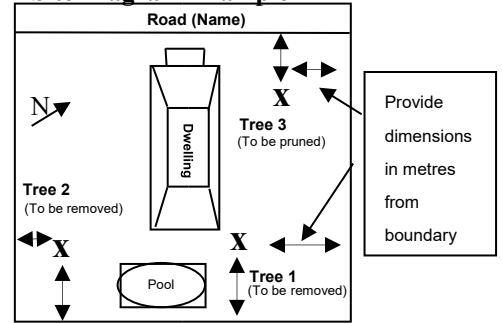 Road (Name)
N
X
Tree 3
(To be pruned)
Dwelling
Provide
dimensions
in metres
from
boundary
Tree 2
(To be removed)
X
X
Tree 1
(To be removed)
Pool